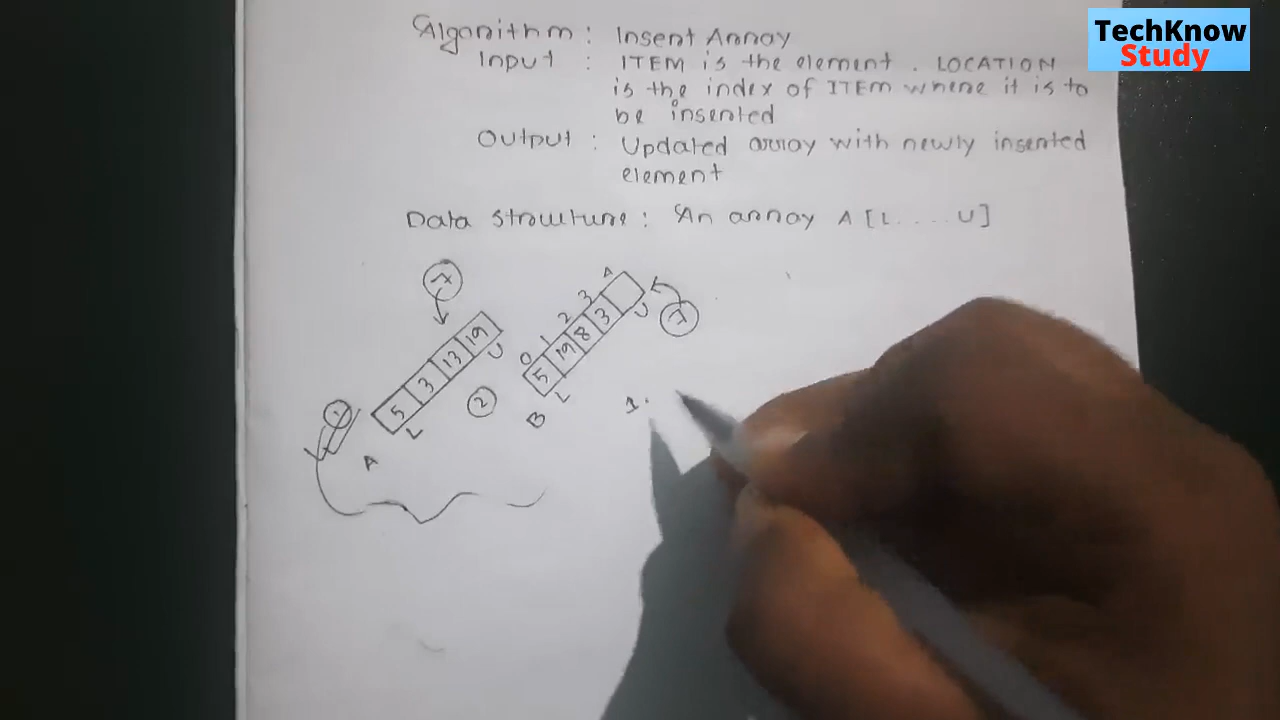 TechKnow
Study
Algorithm : Insert Array
Input : ITEM is the element . LOCATION
is the index of ITEM where it is to
be inserted
Output : Updated array with newly inserted
element
Data Structure : An array A [L . . . . U]
5 3 13 19
L U
A
2
0 1 2 3 4
5 19 8 3
L U
B
1.